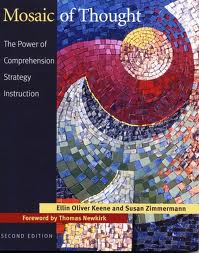 Mosaic of Thought
The Power of
Comprehension
Strategy
Instruction
Ellin Oliver Keene and Susan Zimmermann
Foreword by Thomas Newkirk
SECOND EDITION